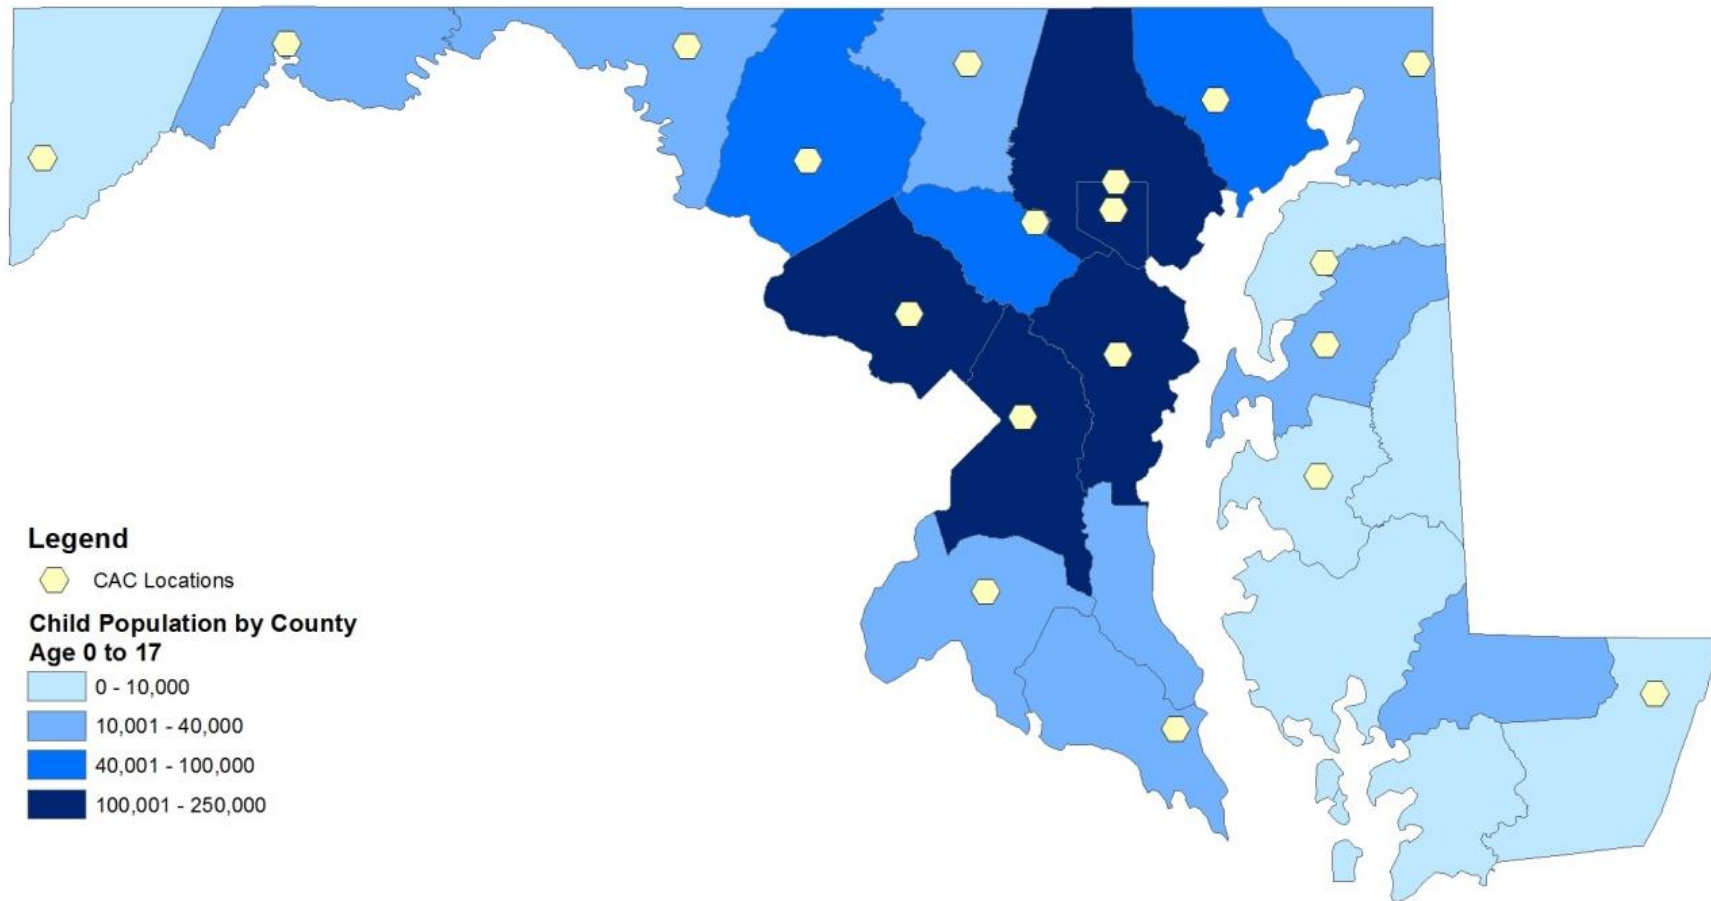 Legend
CAC Locations
Child Population by County
Age 0 to 17
0 - 10,000
10,001 - 40,000
40,001 - 100,000
100,001 - 250,000